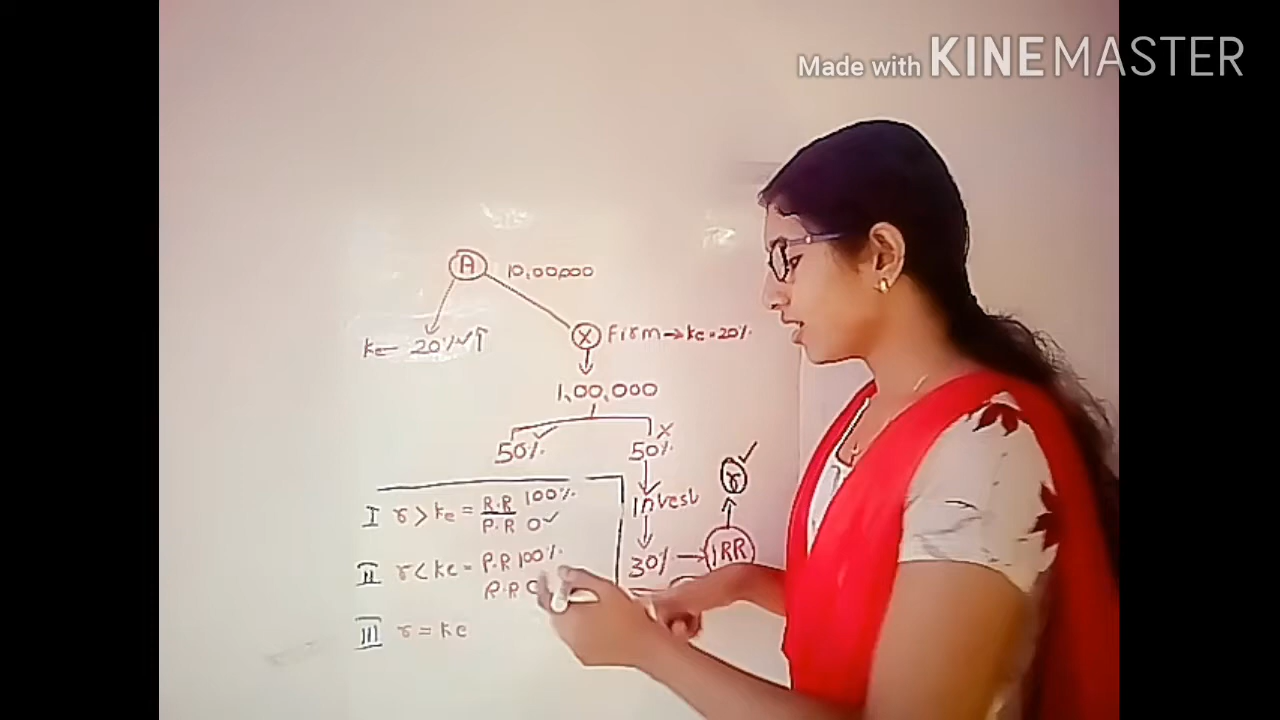 Made with KINEMASTER
A 10,00,000
Ke - 20% ✓ ↑
X Firm → Ke = 20%
1,00,000
50% ✓ 50% X
r ✓
Invest
I r > Ke = R.R 100%
P.R 0 ✓
30% → IRR
II r < Ke = P.R 100%
R.R
III r = Ke